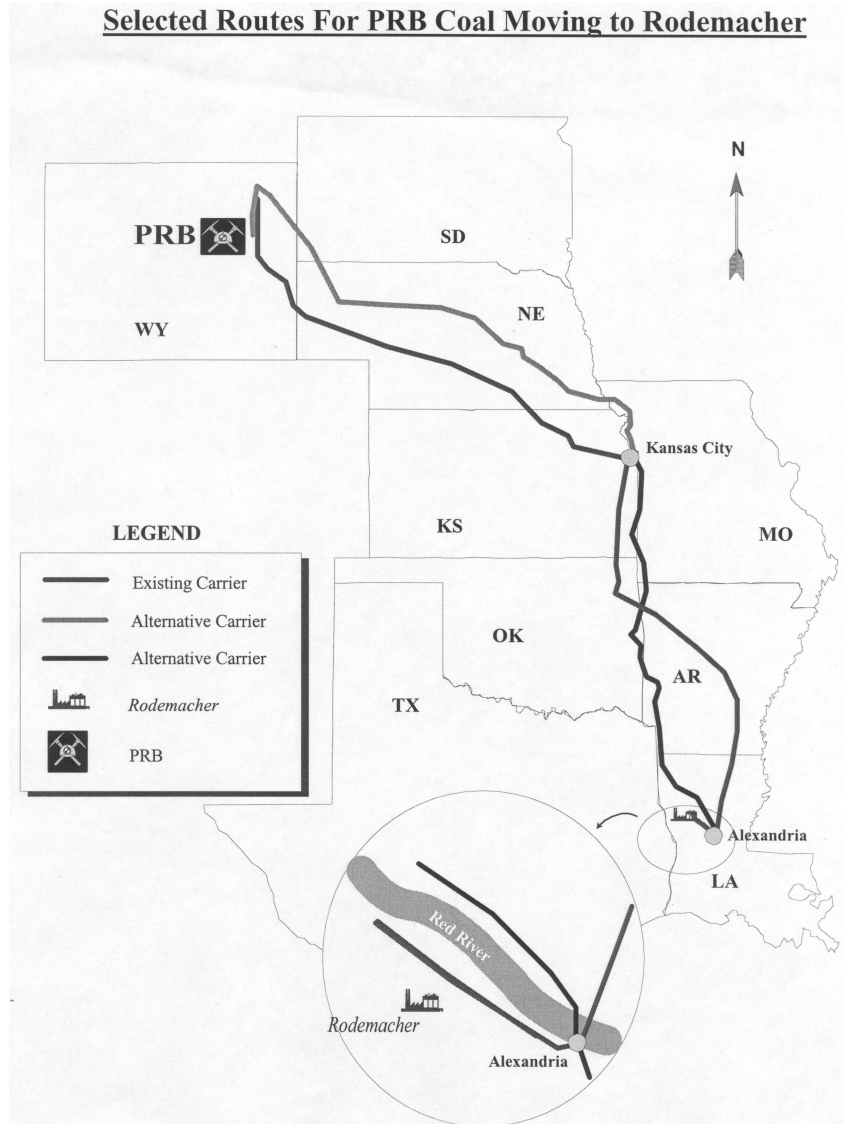 Selected Routes For PRB Coal Moving to Rodemacher
N
PRB
SD
WY
NE
Kansas City
LEGEND
KS
MO
Existing Carrier
Alternative Carrier
OK
Alternative Carrier
AR
Rodemacher
TX
PRB
Alexandria
LA
Red River
Rodemacher
Alexandria